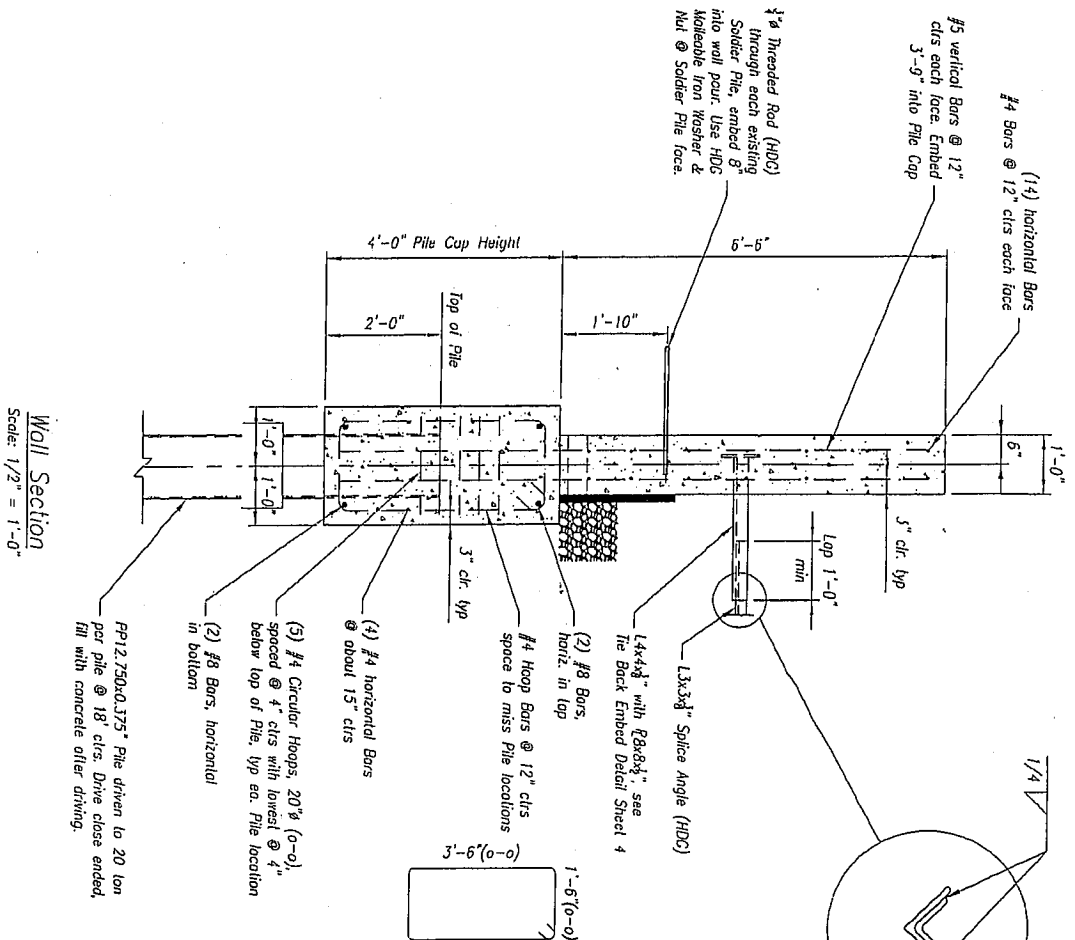 (14) horizontal Bars
#4 Bars @ 12" ctrs each face
#5 vertical Bars @ 12"
ctrs each face. Embed
3'-9" into Pile Cap
Threaded Rod (HDG)
through each existing
Soldier Pile, embed 8"
into wall pour. Use HDG
Malleable Iron Washer &
Nut @ Soldier Pile face.
4'-0" Pile Cap Height
6'-6"
2'-0"
1'-10"
Top of Pile
1'-0"
6"
5" clr. typ
Lap 1'-0"
min
L3x3x Splice Angle (HDG)
L4x4x with see
Tie Back Embed Detail Sheet 4
1/4
3" clr. typ
(2) #8 Bars,
horiz. in top
#4 Hoop Bars @ 12" ctrs
space to miss Pile locations
(4) #4 horizontal Bars
@ about 15" ctrs
(5) #4 Circular Hoops, 20"ø (o-o),
spaced @ 4" ctrs with lowest @ 4"
below top of Pile, typ ea. Pile location
(2) #8 Bars, horizontal
in bottom
PP12.750x0.375" Pile driven to 20 ton
per pile @ 18' ctrs. Drive close ended,
fill with concrete after driving.
1'-0"
1'-0"
3'-6"(o-o)
1'-6"(o-o)
Wall Section
Scale: 1/2" = 1'-0"